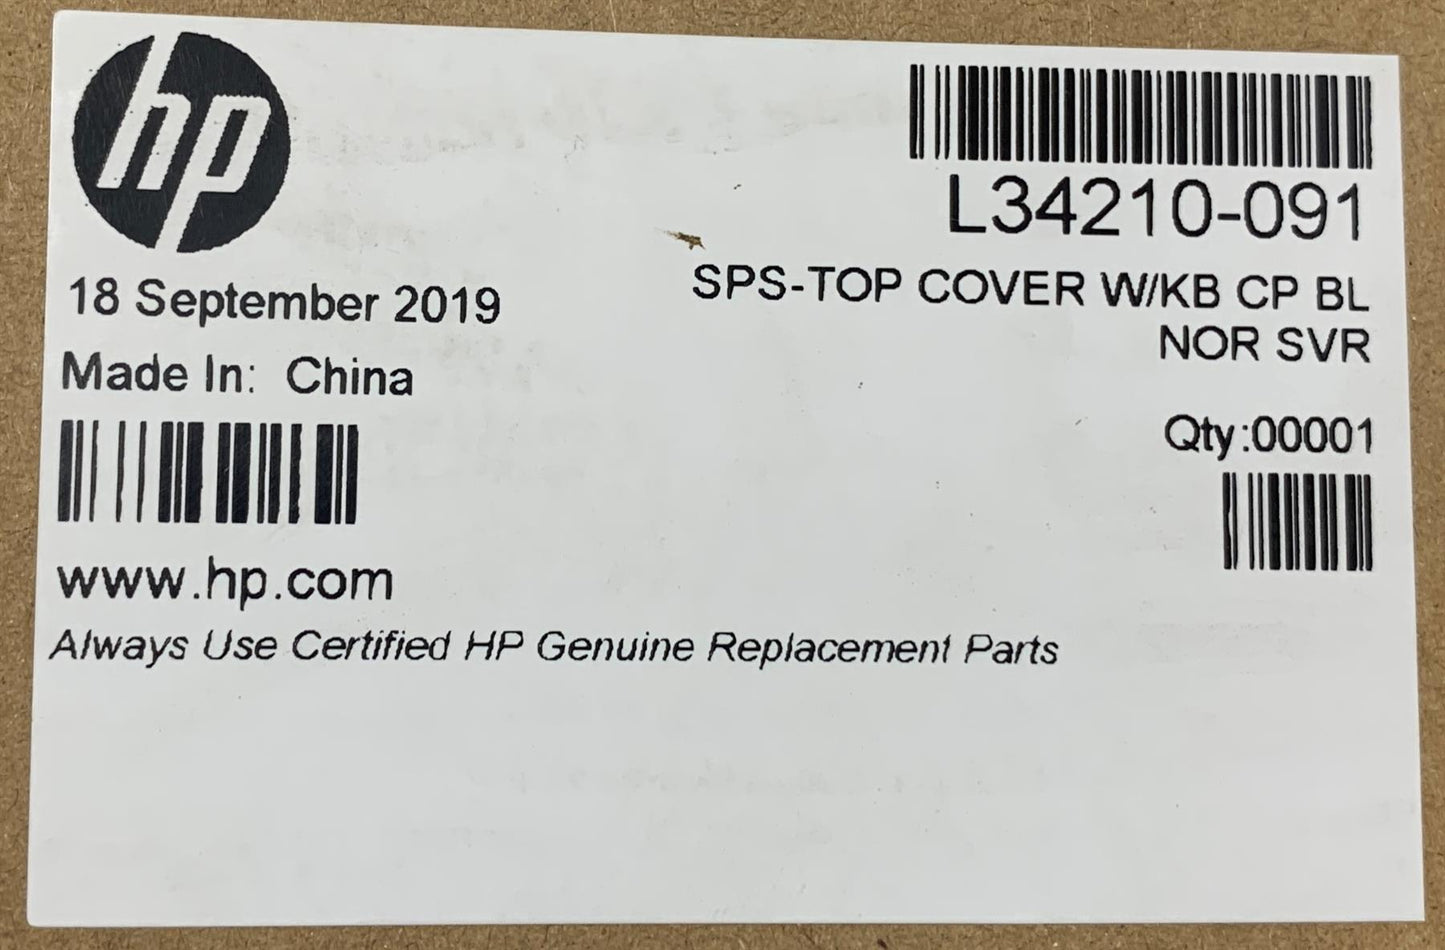 hp
L34210-091
SPS-TOP COVER W/KB CP BL
NOR SVR
18 September 2019
Made In: China
Qty:00001
www.hp.com
Always Use Certified HP Genuine Replacement Parts